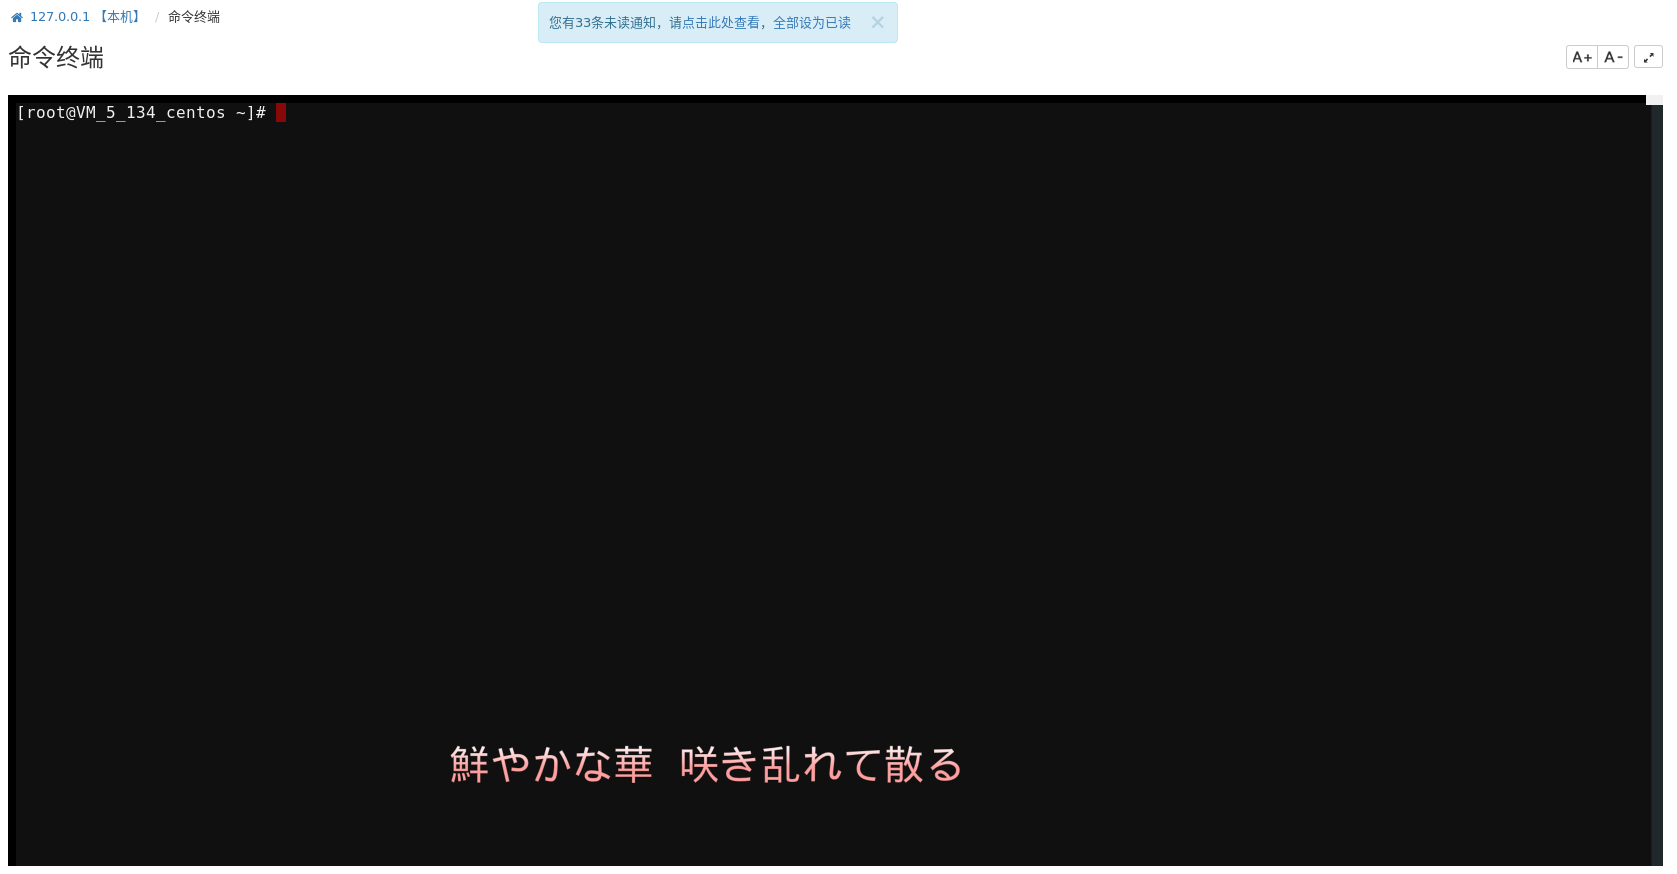 127.0.0.1 【本机】 / 命令终端
您有33条未读通知，请点击此处查看，全部设为已读 ×
命令终端
A+ A-
[root@VM_5_134_centos ~]#
鮮やかな華 咲き乱れて散る